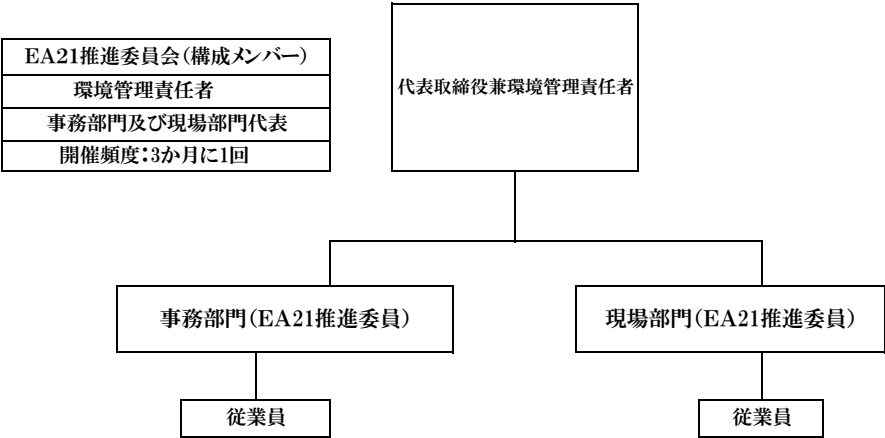 EA21推進委員会(構成メンバー)
環境管理責任者
事務部門及び現場部門代表
開催頻度:3か月に1回
代表取締役兼環境管理責任者
事務部門(EA21推進委員)
現場部門(EA21推進委員)
従業員
従業員